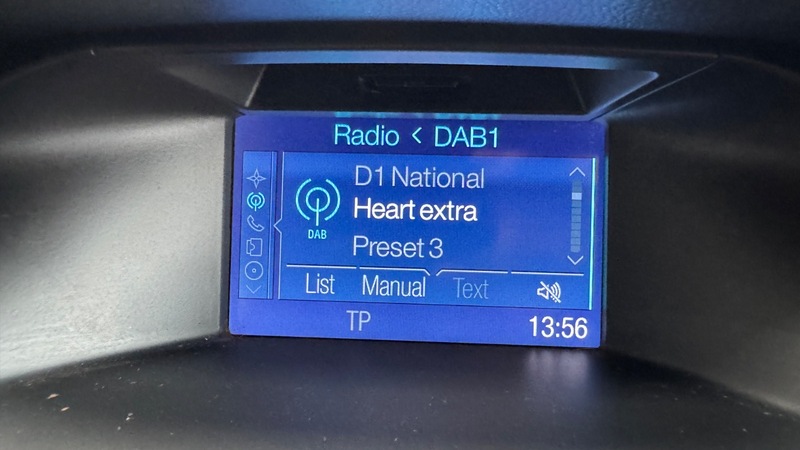 Radio < DAB1
D1 National
Heart extra
DAB
Preset 3
List Manual Text
TP 13:56